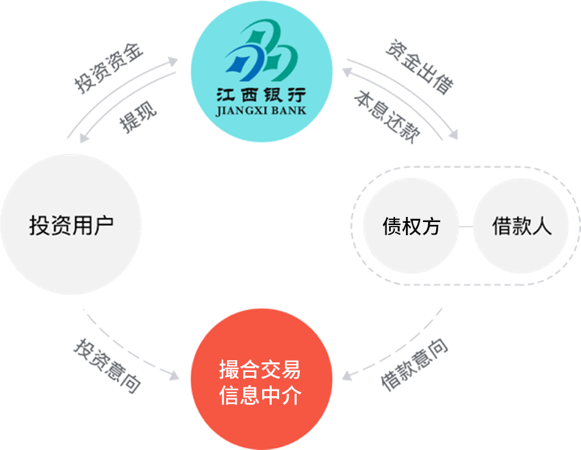 江西银行
JIANGXI BANK
投资资金
提现
资金出借
本息还款
投资用户
债权方
借款人
投资意向
借款意向
撮合交易
信息中介